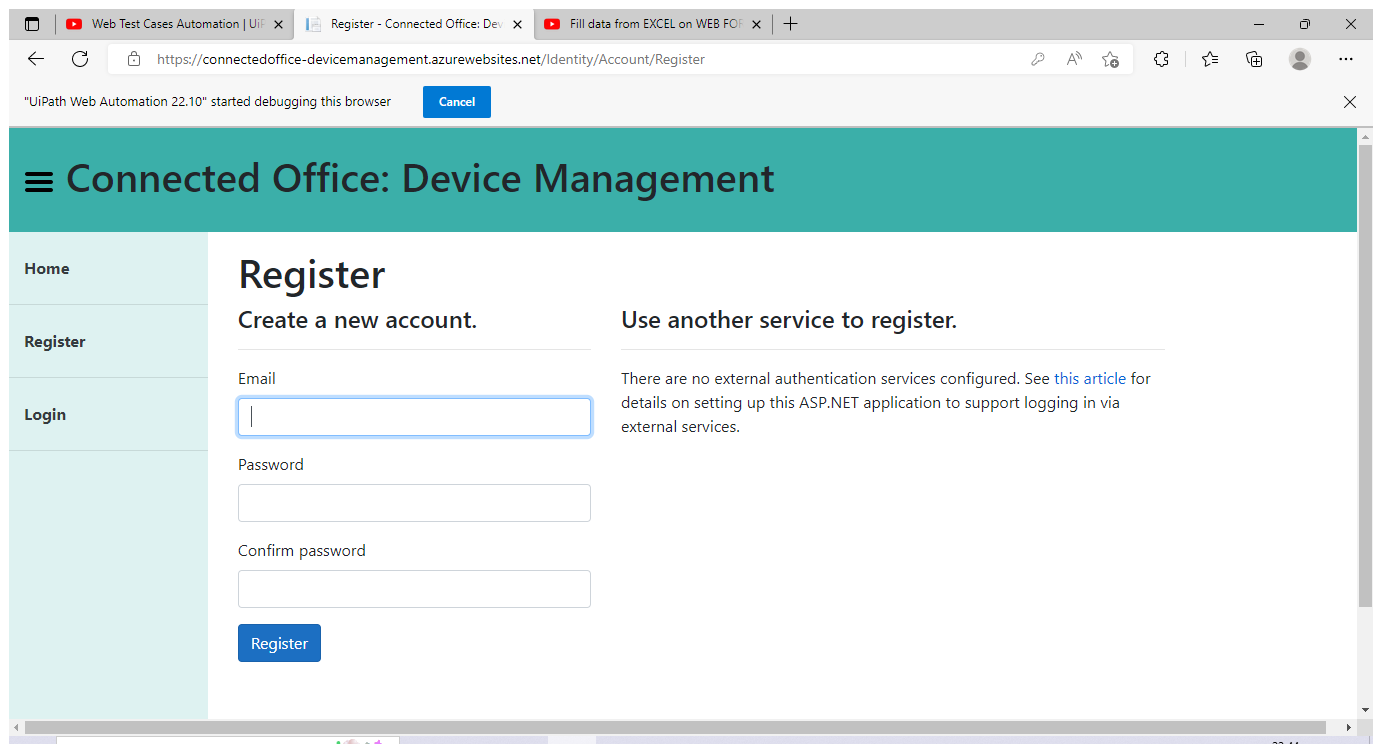 Web Test Cases Automation | UiF
Register - Connected Office: Dev
Fill data from EXCEL on WEB FOR
https://connectedoffice-devicemanagement.azurewebsites.net/Identity/Account/Register
"UiPath Web Automation 22.10" started debugging this browser
Cancel
Connected Office: Device Management
Home
Register
Login
Register
Create a new account.
Email
Password
Confirm password
Register
Use another service to register.
There are no external authentication services configured. See this article for
details on setting up this ASP.NET application to support logging in via
external services.